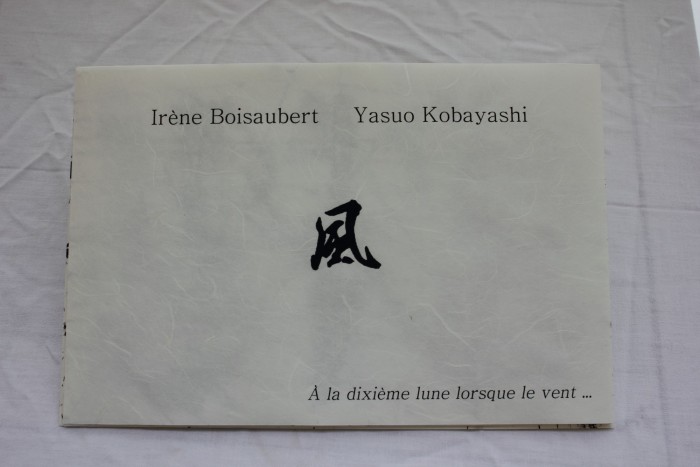 Irène Boisaubert Yasuo Kobayashi
風
À la dixième lune lorsque le vent ...